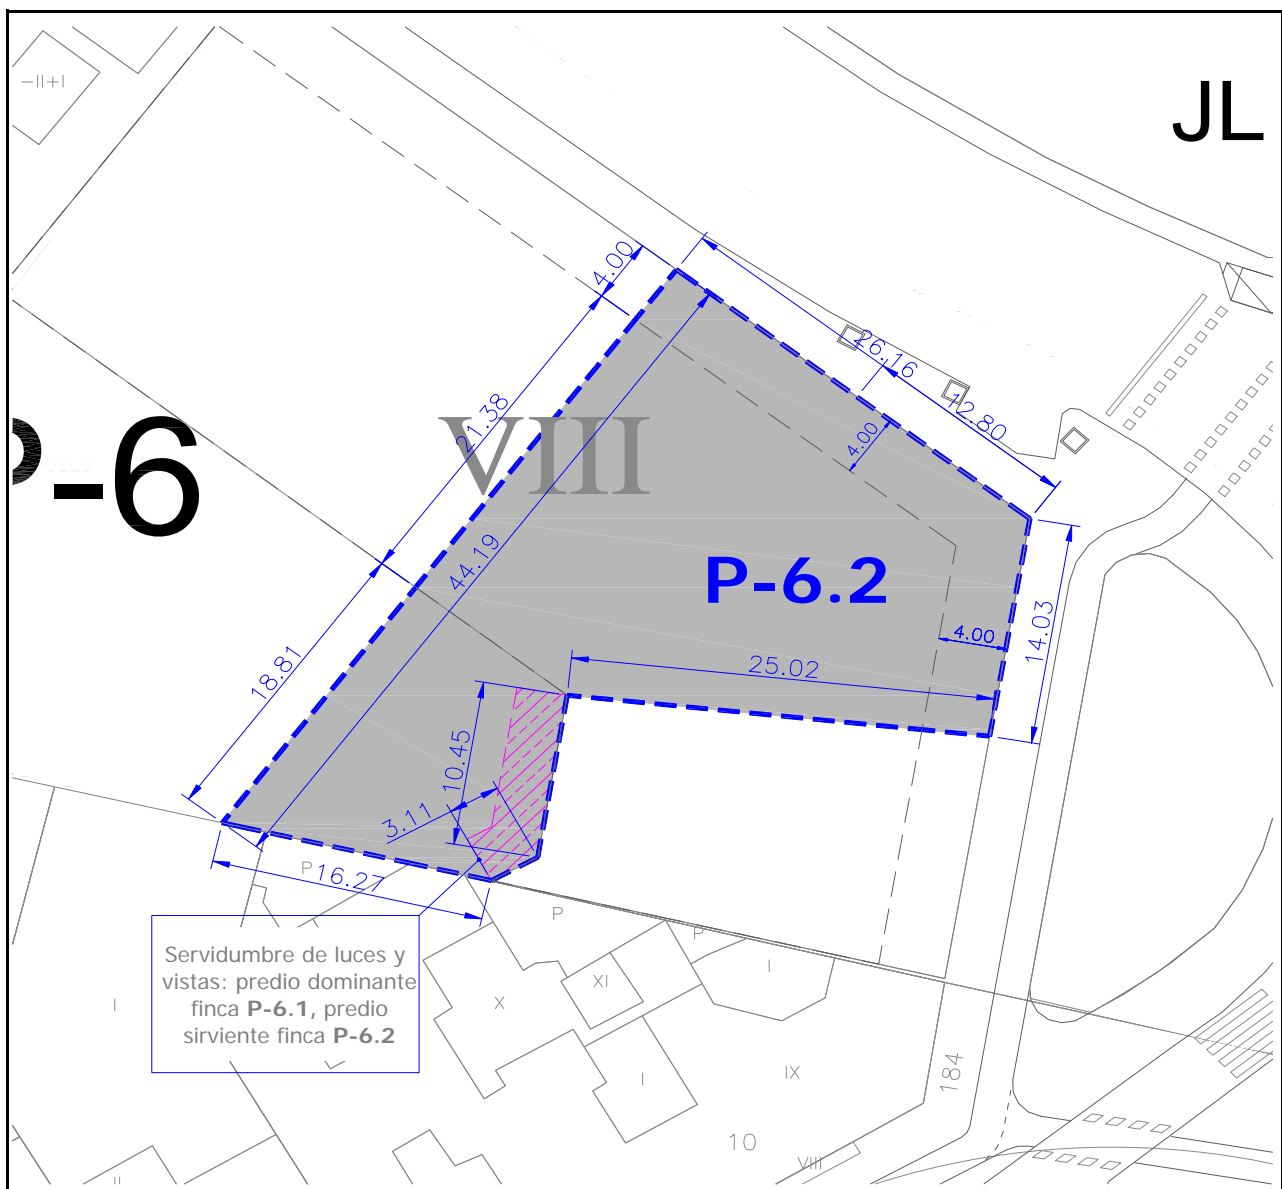 -II+I
JL
4.00
26.16
12.80
21.38
VIII
4.00
P-6
44.19
P-6.2
14.03
4.00
25.02
18.81
10.45
3.11
P
16.27
P
P
I
Servidumbre de luces y
vistas: predio dominante
finca P-6.1, predio
sirviente finca P-6.2
I
X
XI
I
IX
184
10
VIII
II